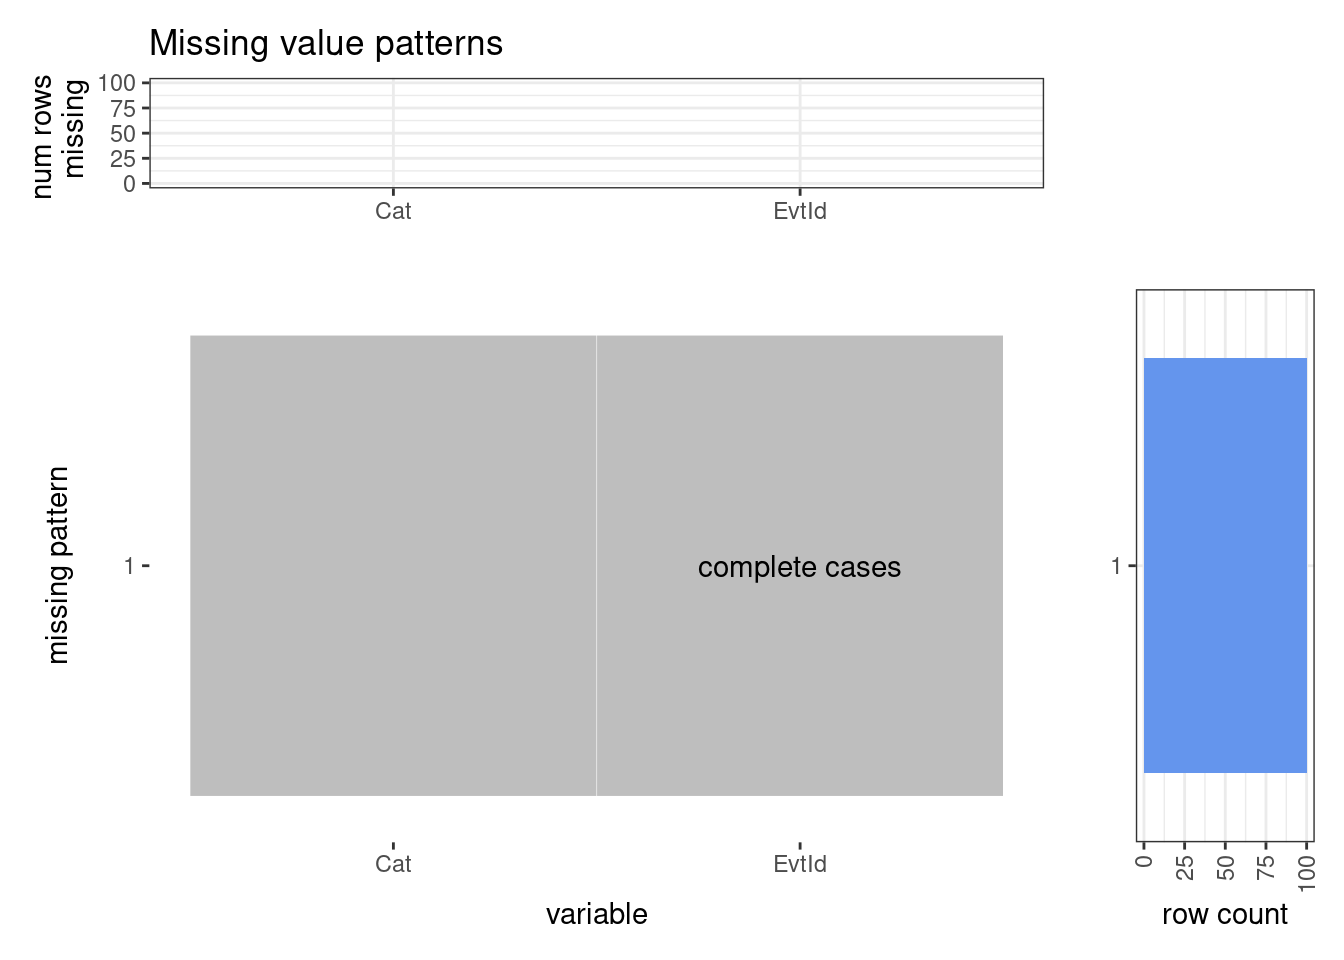 Missing value patterns
num rows
missing
100
75
50
25
0
Cat EvtId
missing pattern
1
complete cases
Cat EvtId
variable
1
0 25 50 75 100
row count